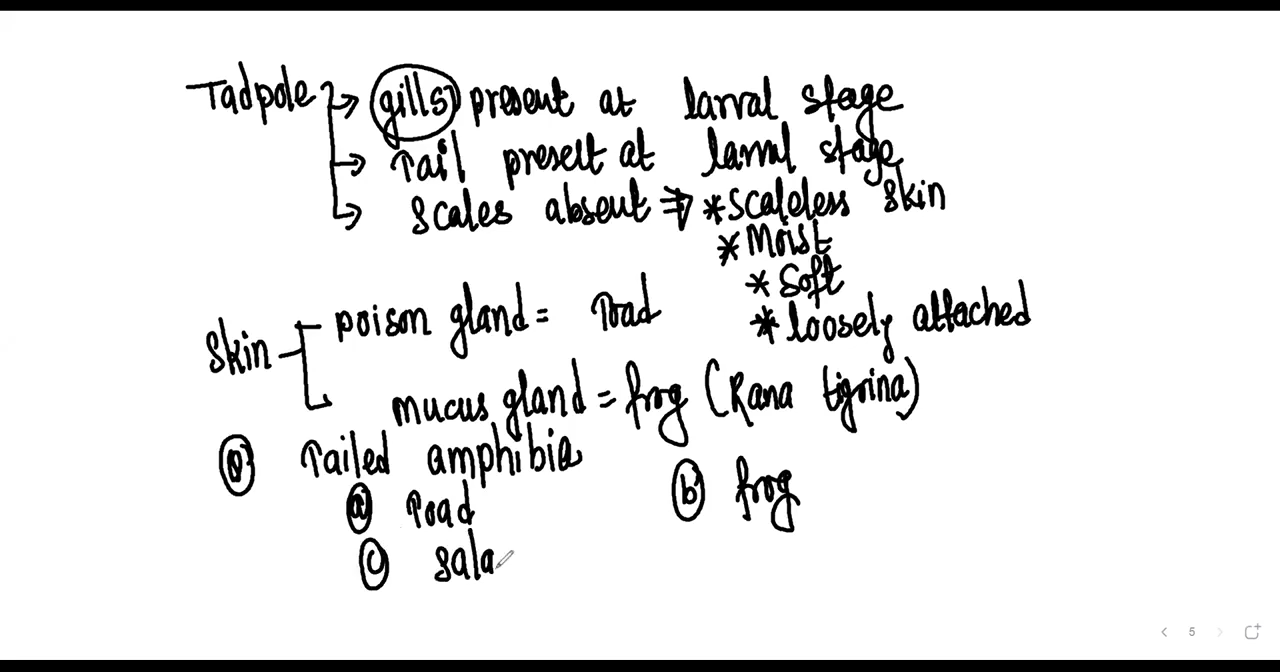 Tadpole → gills present at larval stage
→ Tail present at larval stage
→ scales absent ⇒ * scaleless skin
* Moist
* Soft
* loosely attached
skin poison gland = Toad
mucus gland = frog (Rana tigrina)
Q Tailed amphibia
a Toad b frog
c sala
5